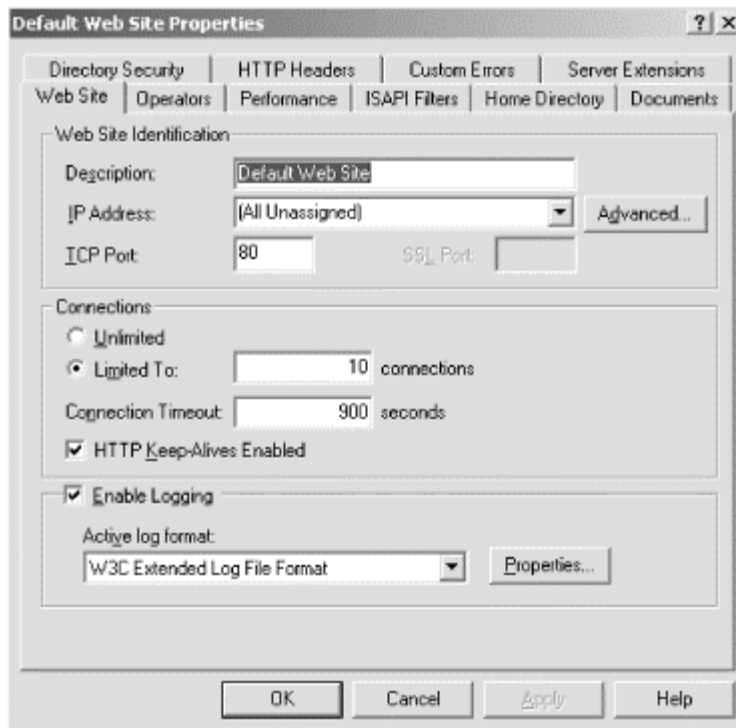 Default Web Site Properties
Directory Security HTTP Headers Custom Errors Server Extensions
Web Site Operators Performance ISAPI Filters Home Directory Documents
Web Site Identification
Description: Default Web Site
IP Address: (All Unassigned) Advanced...
TCP Port: 80 SSL Port:
Connections
Unlimited
Limited To: 10 connections
Connection Timeout: 900 seconds
HTTP Keep-Alives Enabled
Enable Logging
Active log format:
W3C Extended Log File Format Properties...
OK Cancel Apply Help